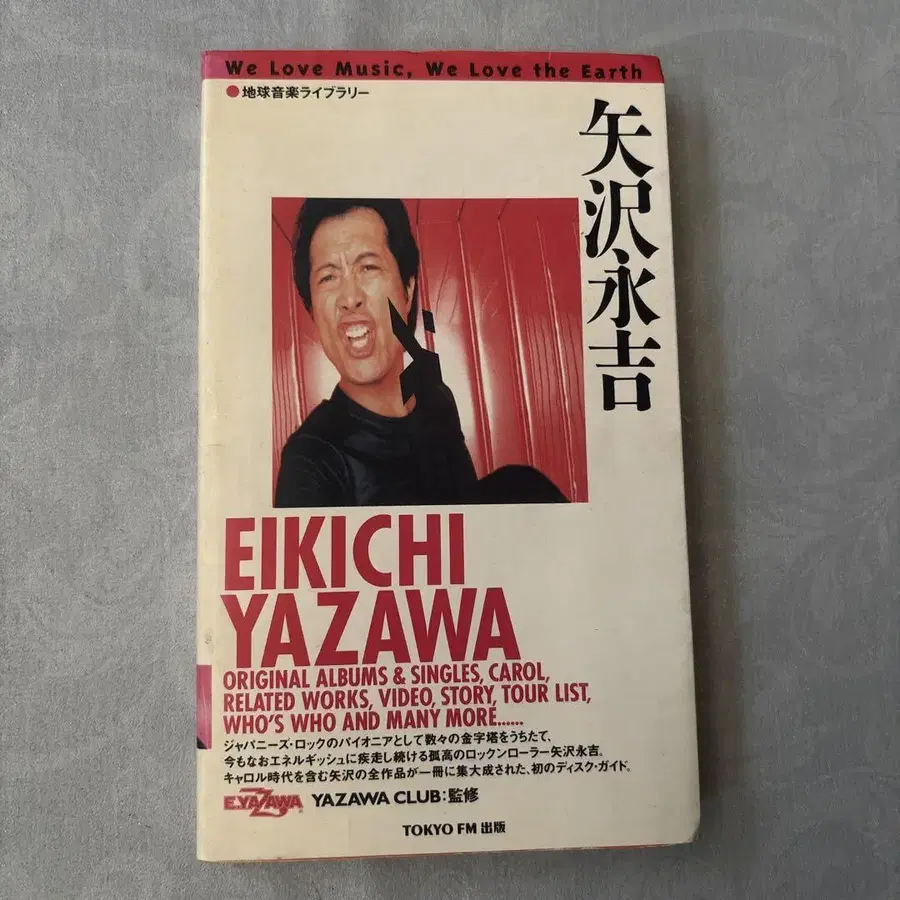 We Love Music, We Love the Earth
●地球音楽ライブラリー
矢沢永吉
EIKICHI
YAZAWA
ORIGINAL ALBUMS & SINGLES, CAROL,
RELATED WORKS, VIDEO, STORY, TOUR LIST,
WHO'S WHO AND MANY MORE......
ジャパニーズ・ロックのパイオニアとして数々の金字塔をうちたて、
今もなおエネルギッシュに疾走し続ける孤高のロックンローラー矢沢永吉。
キャロル時代を含む矢沢の全作品が一冊に集大成された、初のディスク・ガイド。
E.YAZAWA YAZAWA CLUB:監修
TOKYO FM 出版